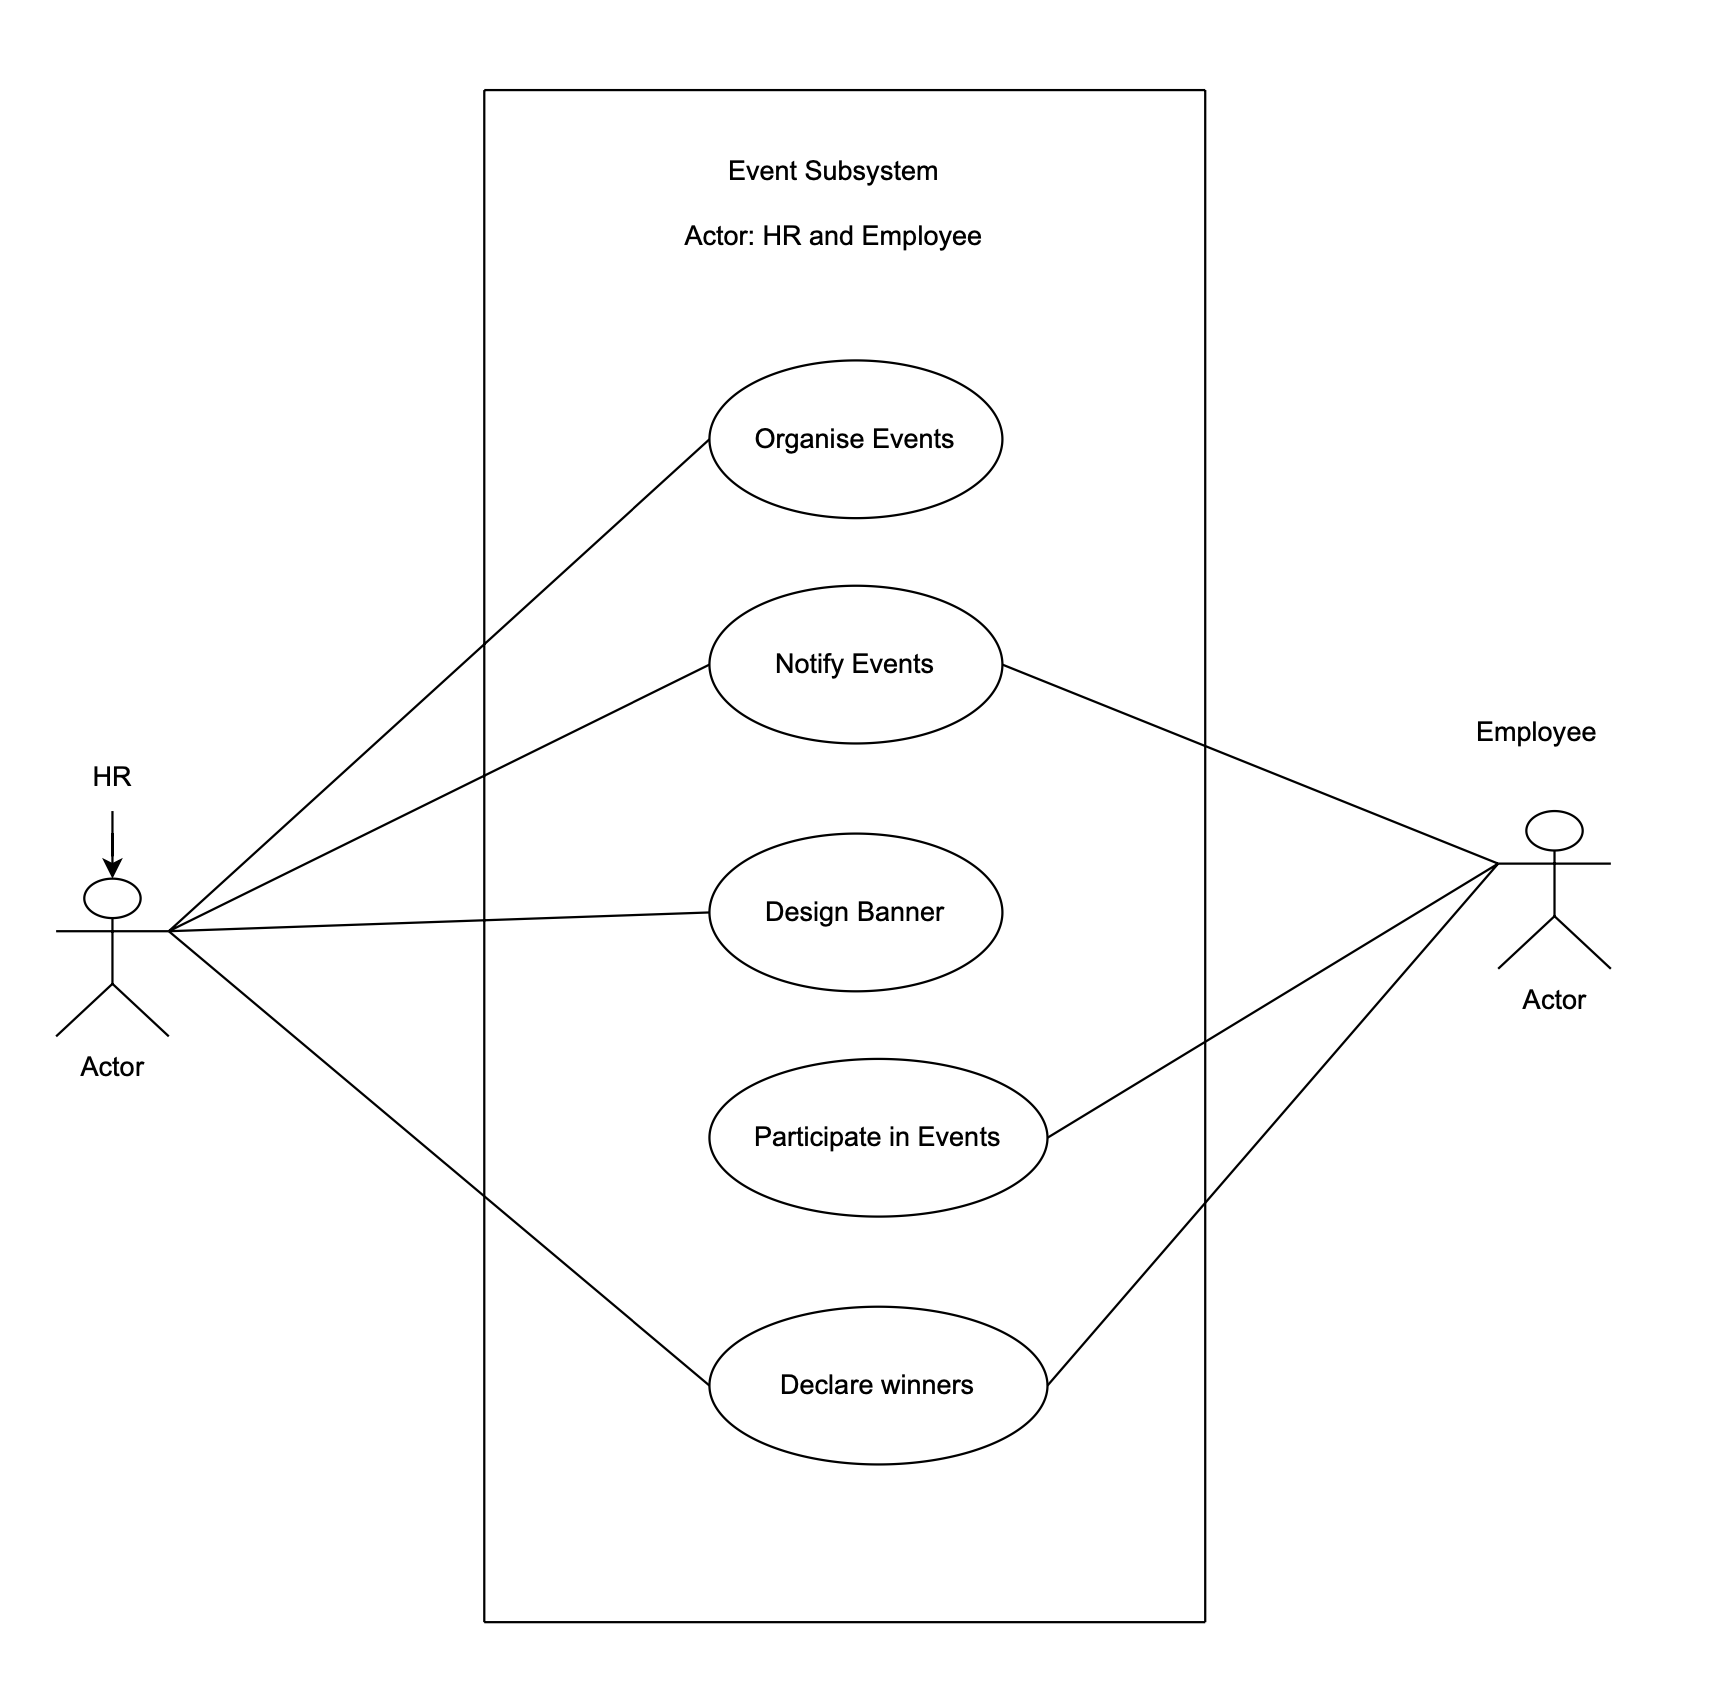 Event Subsystem
Actor: HR and Employee
Organise Events
Notify Events
Employee
HR
Design Banner
Actor
Actor
Participate in Events
Declare winners